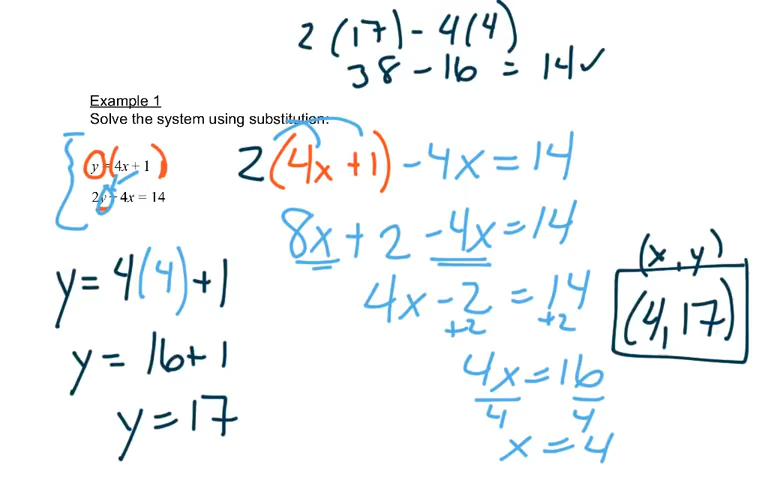 2(17) - 4(4)
38 - 16 = 14 ✓
Example 1
Solve the system using substitution:
y = 4x + 1
2y - 4x = 14
2(4x + 1) - 4x = 14
8x + 2 - 4x = 14
4x - 2 = 14
+2 +2
4x = 16
4 4
x = 4
y = 4(4) + 1
y = 16 + 1
y = 17
(x, y)
(4, 17)